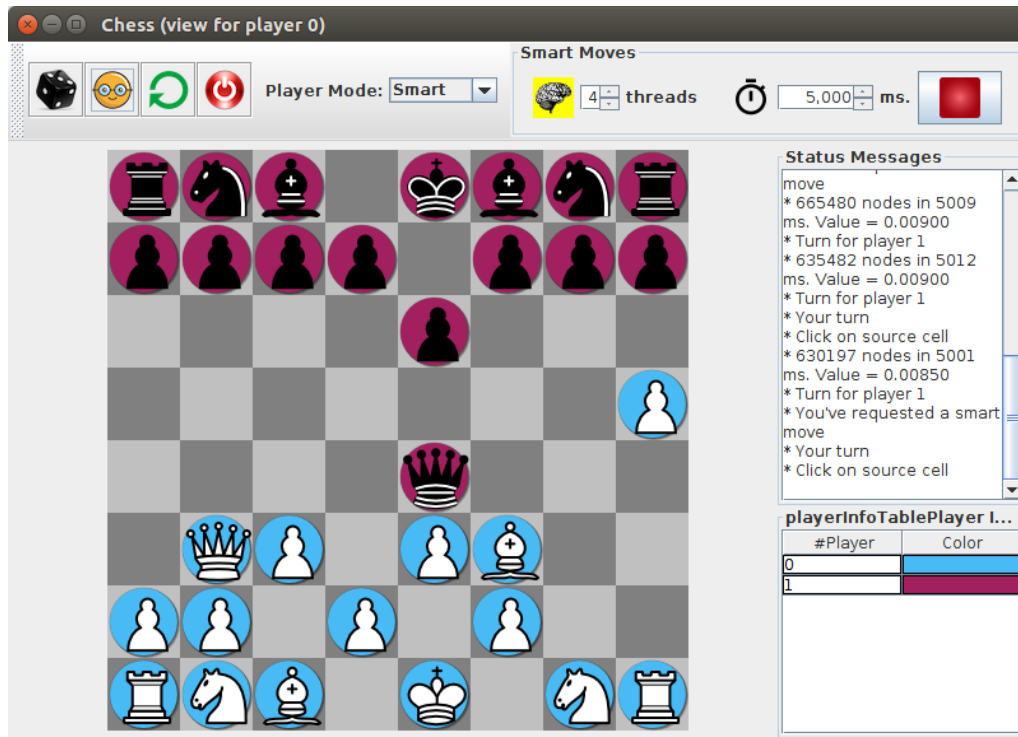 Chess (view for player 0)
Smart Moves
Player Mode: Smart
4 threads
5,000 ms.
Status Messages
move
* 665480 nodes in 5009
ms. Value = 0.00900
* Turn for player 1
* 635482 nodes in 5012
ms. Value = 0.00900
* Turn for player 1
* Your turn
* Click on source cell
* 630197 nodes in 5001
ms. Value = 0.00850
* Turn for player 1
* You've requested a smart
move
* Your turn
* Click on source cell
playerInfoTablePlayer I...
#Player Color
0
1